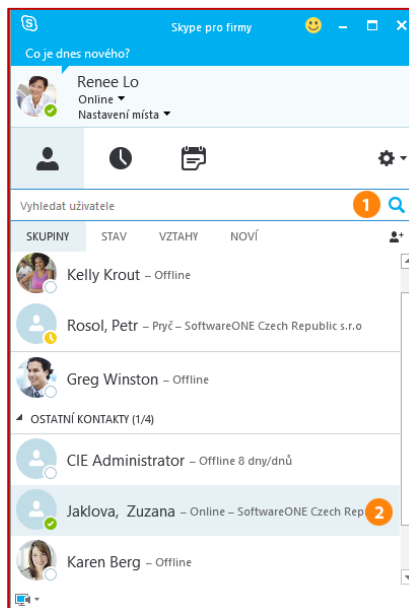 Skype pro firmy
Co je dnes nového?
Renee Lo
Online
Nastavení místa
Vyhledat uživatele
1
SKUPINY STAV VZTAHY NOVÍ
Kelly Krout – Offline
Rosol, Petr – Pryč – SoftwareONE Czech Republic s.r.o
Greg Winston – Offline
OSTATNÍ KONTAKTY (1/4)
CIE Administrator – Offline 8 dny/dnů
Jaklova, Zuzana – Online – SoftwareONE Czech Rep 2
Karen Berg – Offline